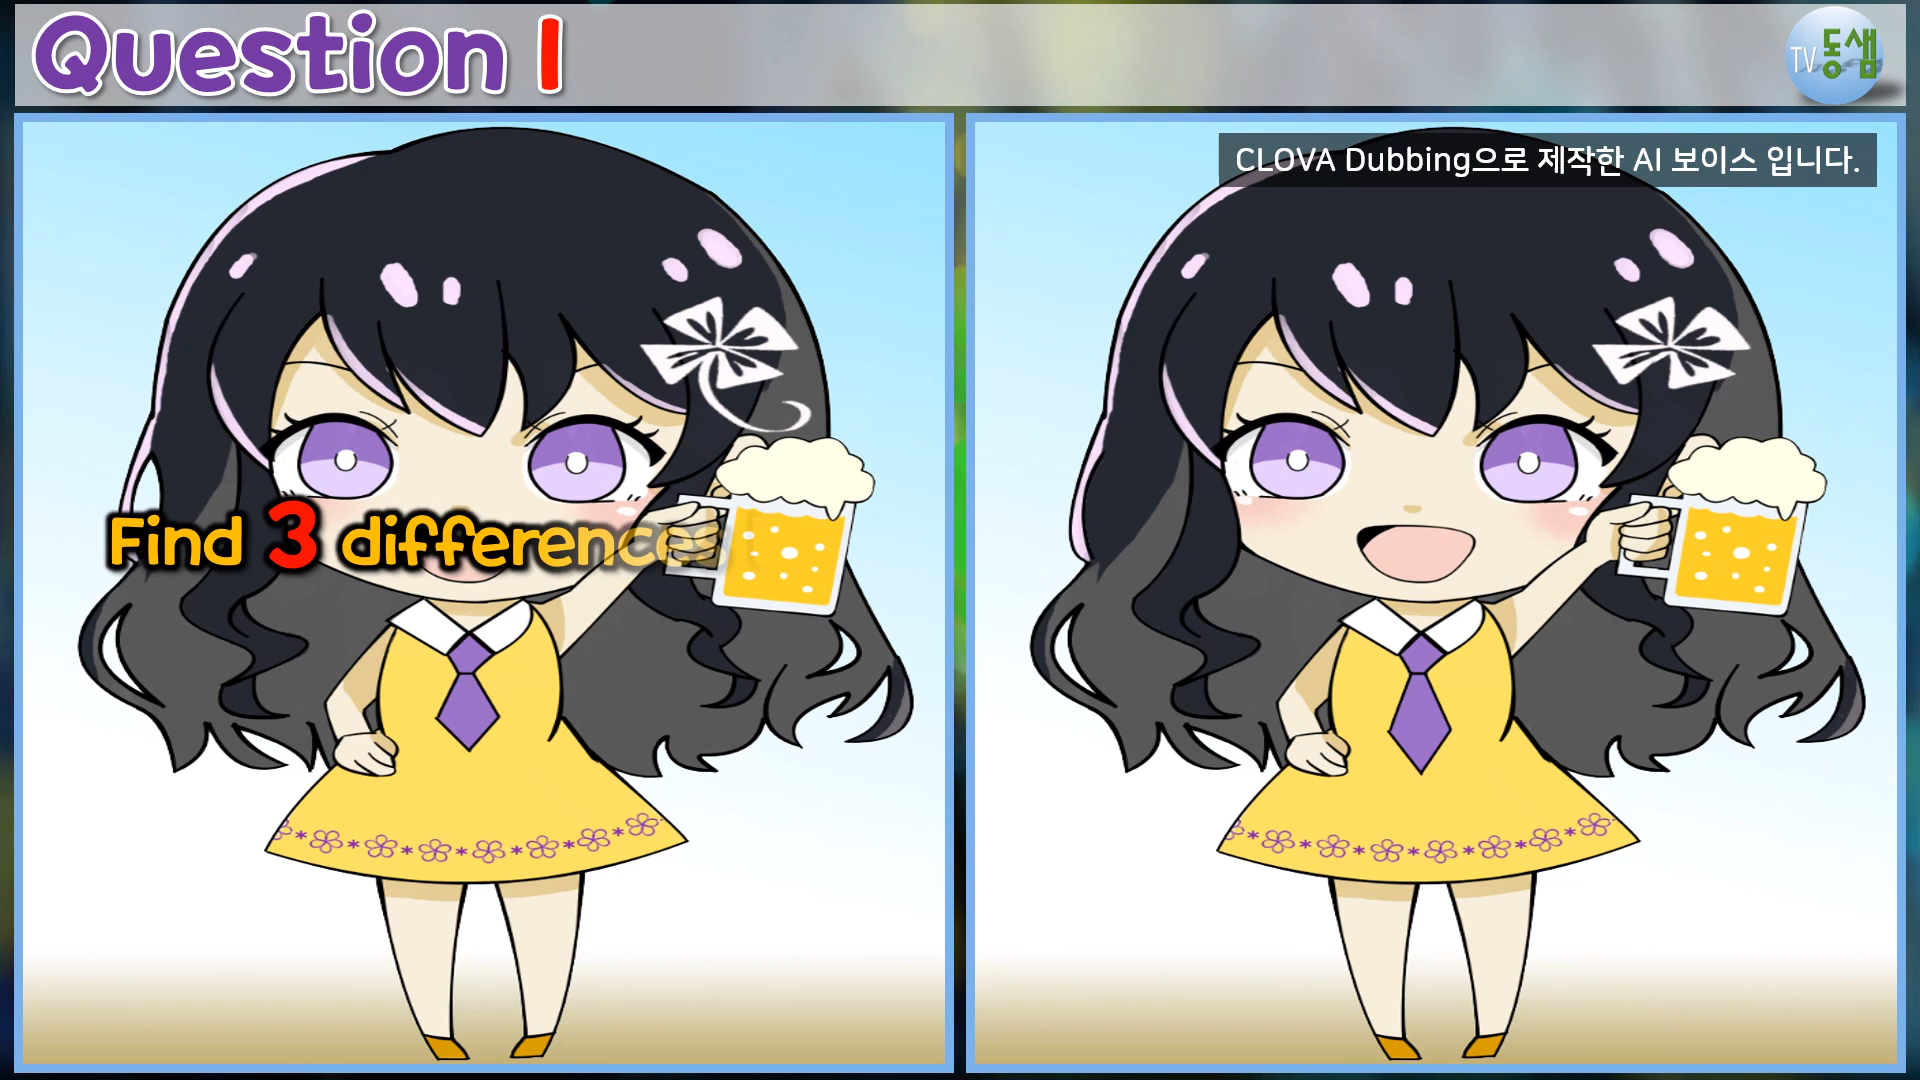 Question 1
TV동샘
CLOVA Dubbing으로 제작한 AI 보이스 입니다.
Find 3 differences